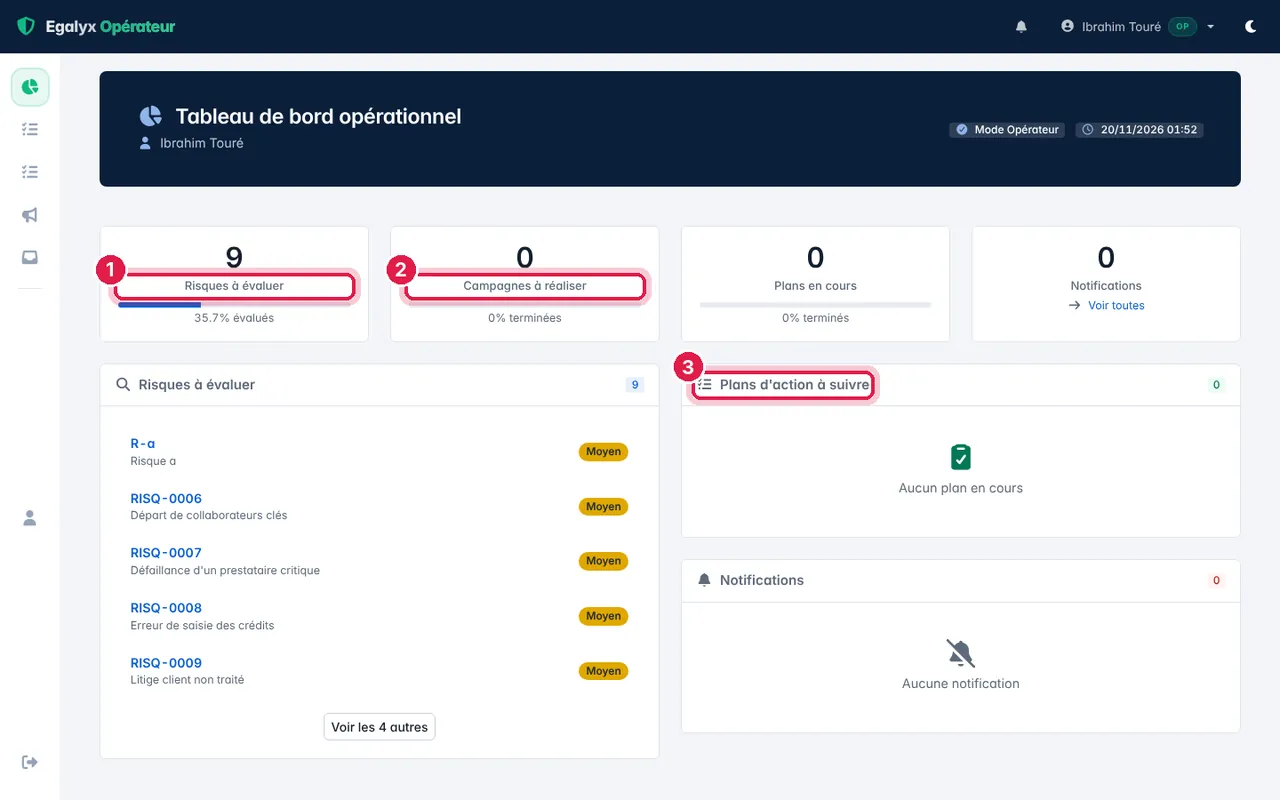 Egalyx Opérateur
Ibrahim Touré OP
Tableau de bord opérationnel
Ibrahim Touré
Mode Opérateur
20/11/2026 01:52
1
9
Risques à évaluer
35.7% évalués
2
0
Campagnes à réaliser
0% terminées
0
Plans en cours
0% terminés
0
Notifications
Voir toutes
Risques à évaluer 9
R-a
Risque a
Moyen
RISQ-0006
Départ de collaborateurs clés
Moyen
RISQ-0007
Défaillance d'un prestataire critique
Moyen
RISQ-0008
Erreur de saisie des crédits
Moyen
RISQ-0009
Litige client non traité
Moyen
Voir les 4 autres
3
Plans d'action à suivre 0
Aucun plan en cours
Notifications 0
Aucune notification